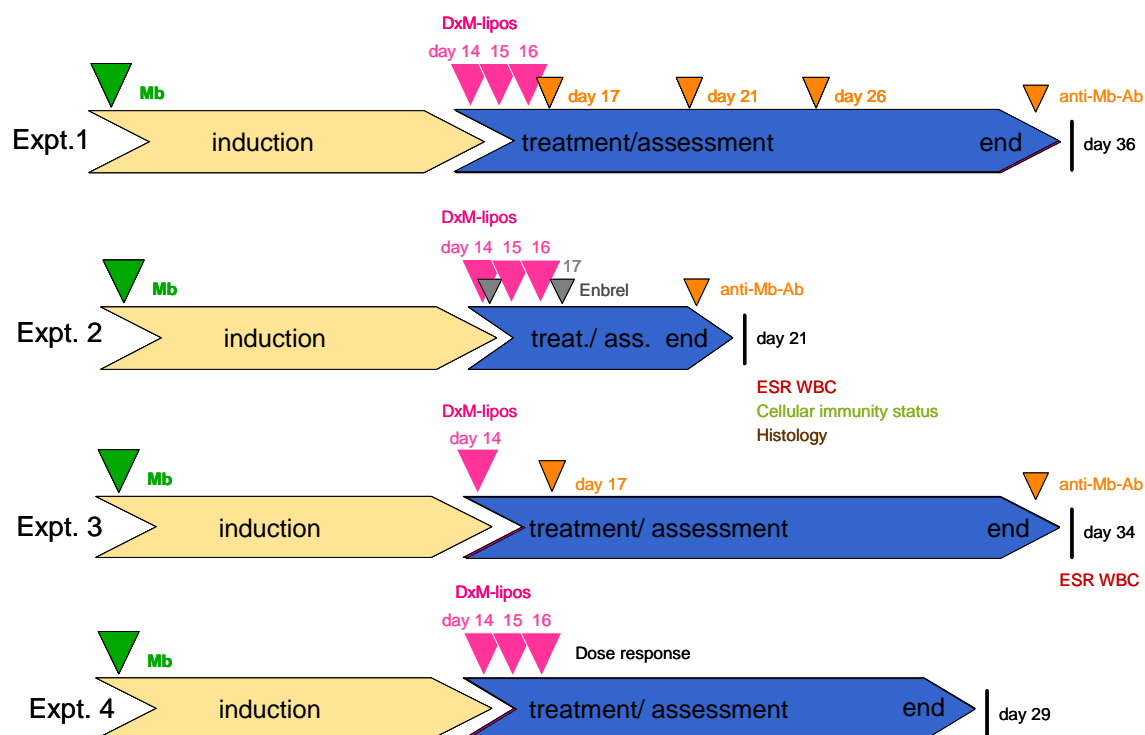 DxM-lipos
day 14 15 16
Mb
day 17
day 21
day 26
anti-Mb-Ab
Expt.1
induction
treatment/assessment
end
day 36
DxM-lipos
day 14 15 16
17
Mb
Enbrel
anti-Mb-Ab
Expt. 2
induction
treat./ ass.
end
day 21
ESR WBC
Cellular immunity status
Histology
DxM-lipos
day 14
Mb
day 17
anti-Mb-Ab
Expt. 3
induction
treatment/ assessment
end
day 34
ESR WBC
DxM-lipos
day 14 15 16
Mb
Dose response
Expt. 4
induction
treatment/ assessment
end
day 29